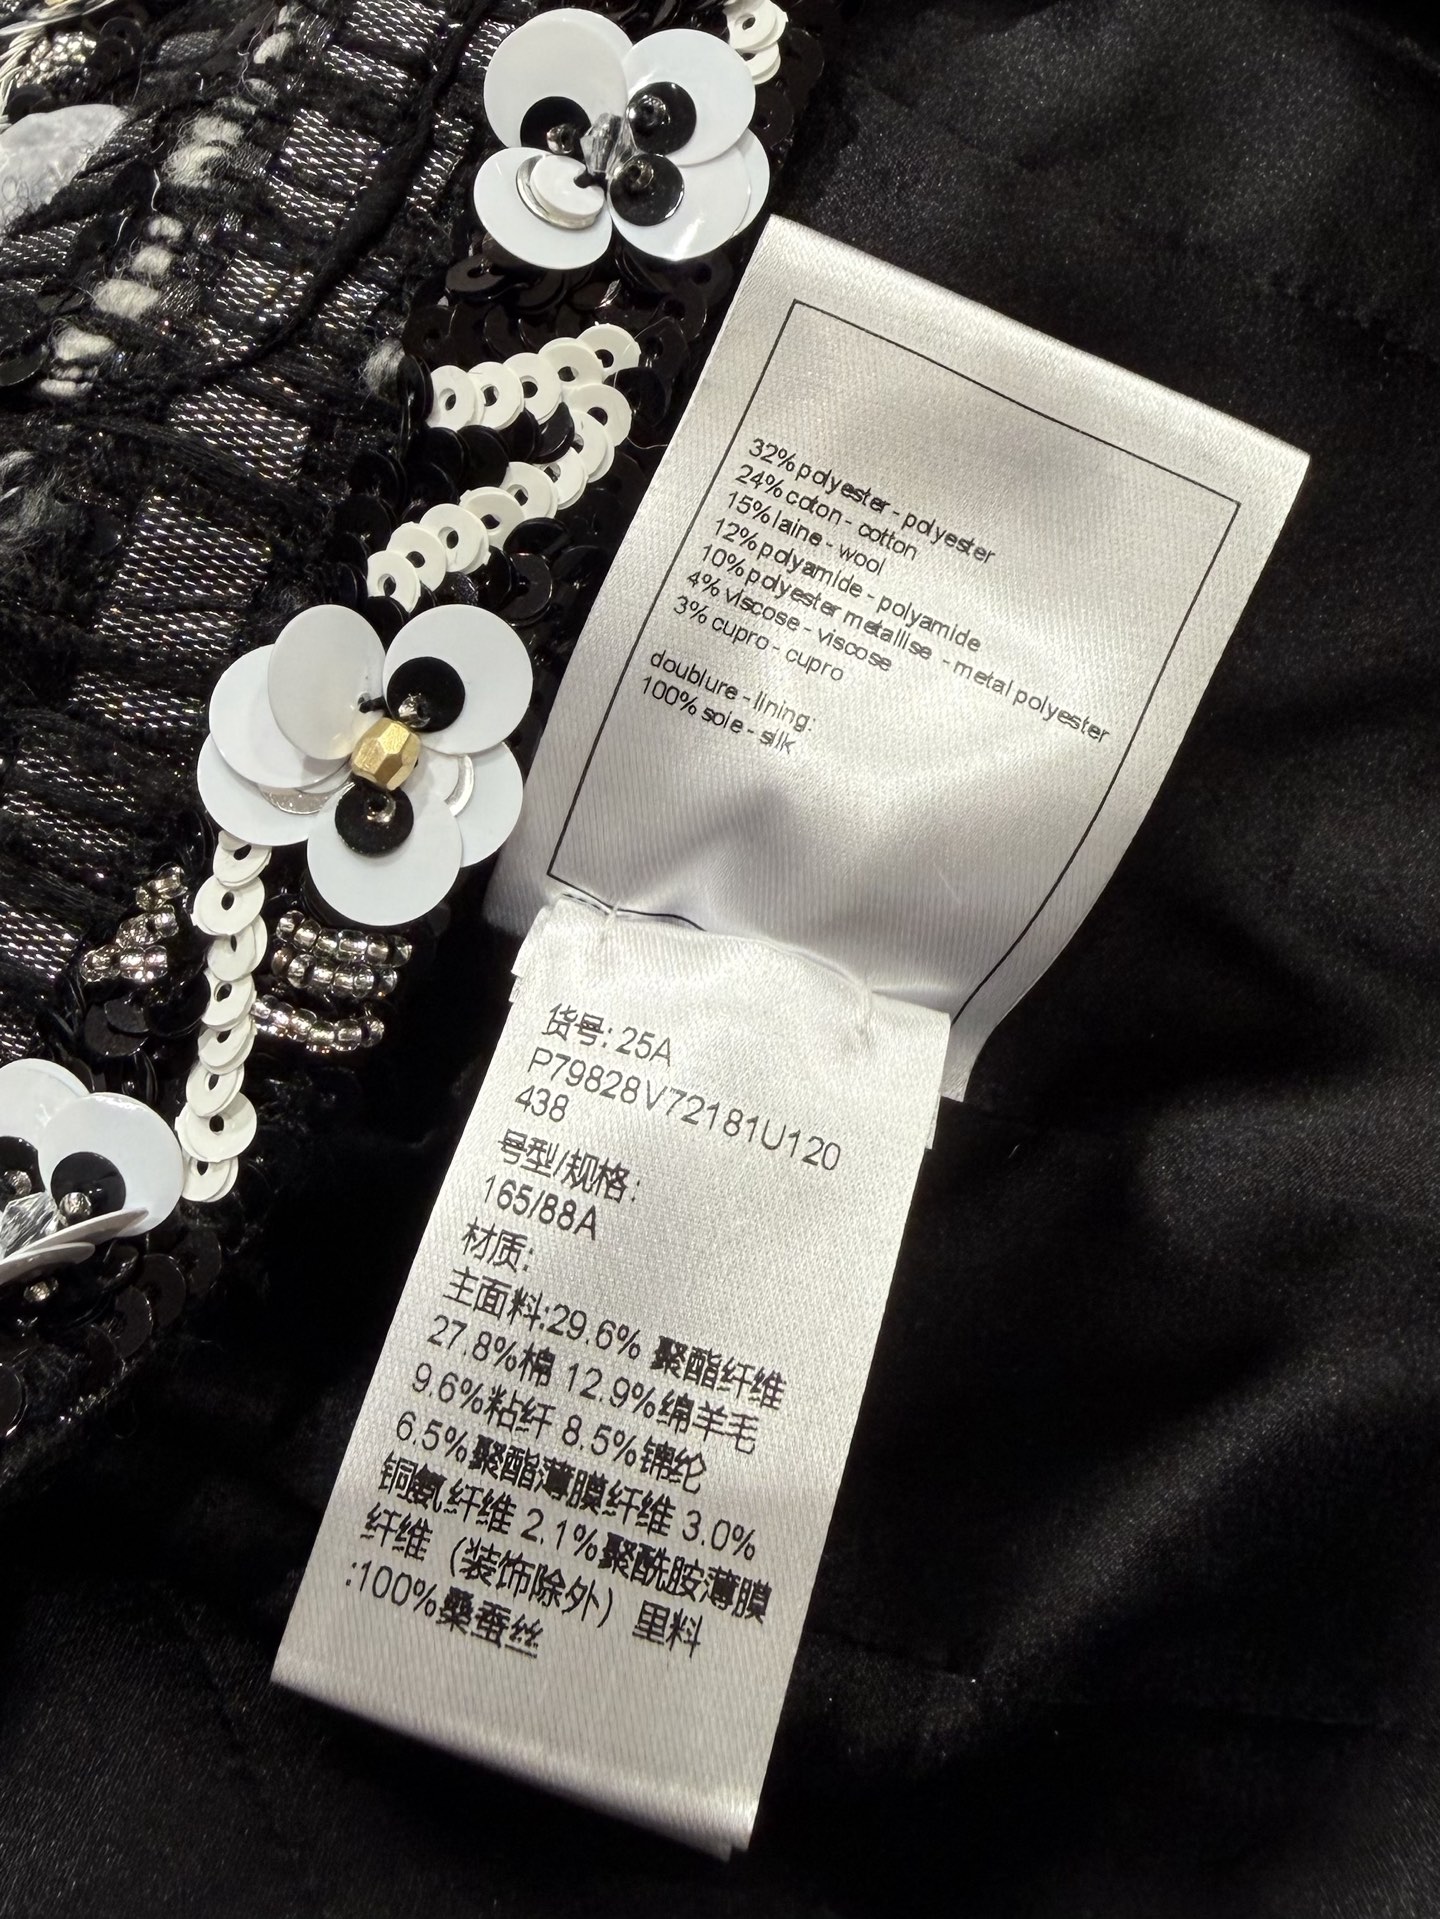 32% polyester - polyester
24% coton - cotton
15% laine - wool
12% polyamide - polyamide
10% polyester metallise - metal polyester
4% viscose - viscose
3% cupro - cupro
doublure - lining:
100% soie - silk
货号: 25A
P79828V72181U120
438
号型/规格:
165/88A
材质:
主面料:29.6% 聚酯纤维
27.8%棉 12.9%绵羊毛
9.6%粘纤 8.5%锦纶
6.5%聚酯薄膜纤维 3.0%
铜氨纤维 2.1%聚酰胺薄膜
纤维（装饰除外） 里料
:100%桑蚕丝